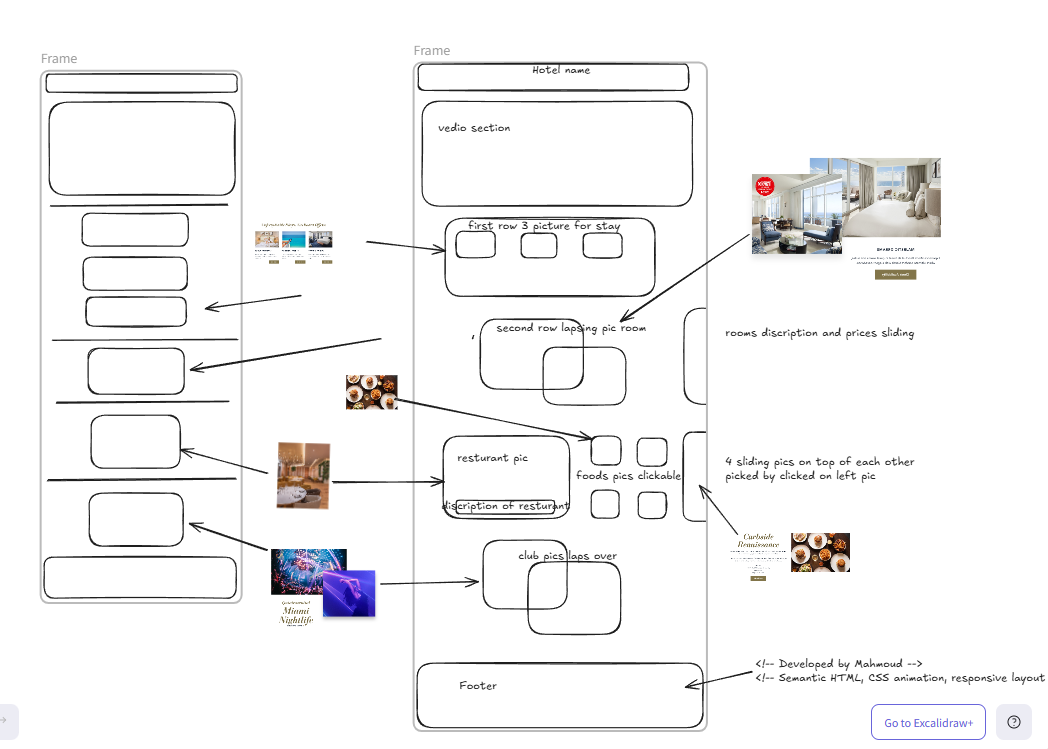 Frame
Frame
Hotel name
vedio section
first row 3 picture for stay
second row lapsing pic room
rooms discription and prices sliding
resturant pic
foods pics clickable
discription of resturant
4 sliding pics on top of each other
picked by clicked on left pic
Curbside
Renaissance
club pics laps over
Miami
Nightlife
Footer
<!-- Developed by Mahmoud -->
<!-- Semantic HTML, CSS animation, responsive layout
Go to Excalidraw+